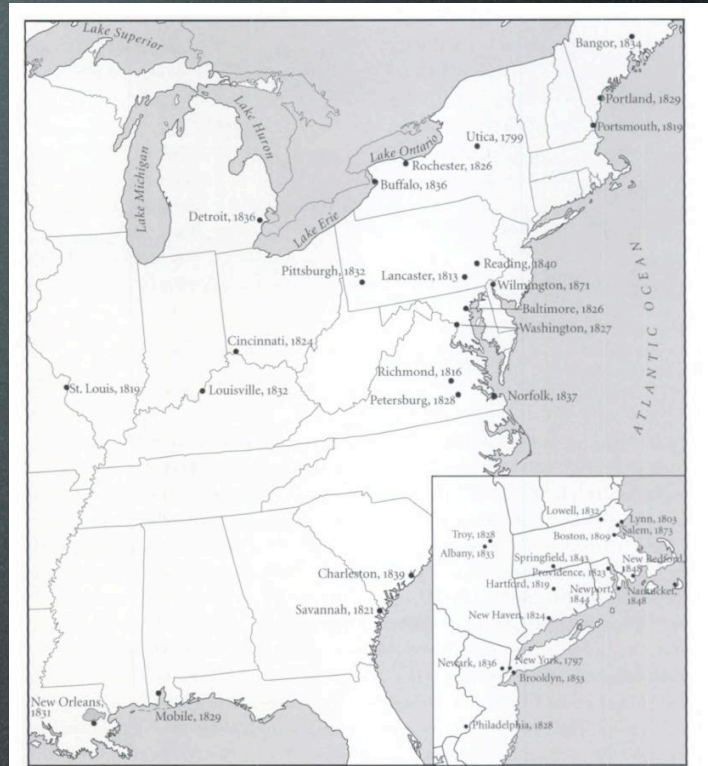 Lake Superior
Bangor, 1834
Lake Huron
Portland, 1829
Portsmouth, 1819
Utica, 1799
Lake Ontario
Rochester, 1826
Lake Michigan
Buffalo, 1836
Detroit, 1836
Lake Erie
Reading, 1840
Pittsburgh, 1832
Lancaster, 1813
Wilmington, 1871
Baltimore, 1826
Washington, 1827
ATLANTIC OCEAN
Cincinnati, 1824
Richmond, 1816
St. Louis, 1819
Louisville, 1832
Petersburg, 1828
Norfolk, 1837
Charleston, 1839
Savannah, 1821
New Orleans,
1831
Mobile, 1829
Lowell, 1832
Lynn, 1803
Salem, 1873
Troy, 1828
Boston, 1809
Albany, 1833
Springfield, 1843
New Bedford,
1848
Providence, 1823
Hartford, 1819
Newport,
1844
Nantucket,
1848
New Haven, 1824
Newark, 1836
New York, 1797
Brooklyn, 1853
Philadelphia, 1828